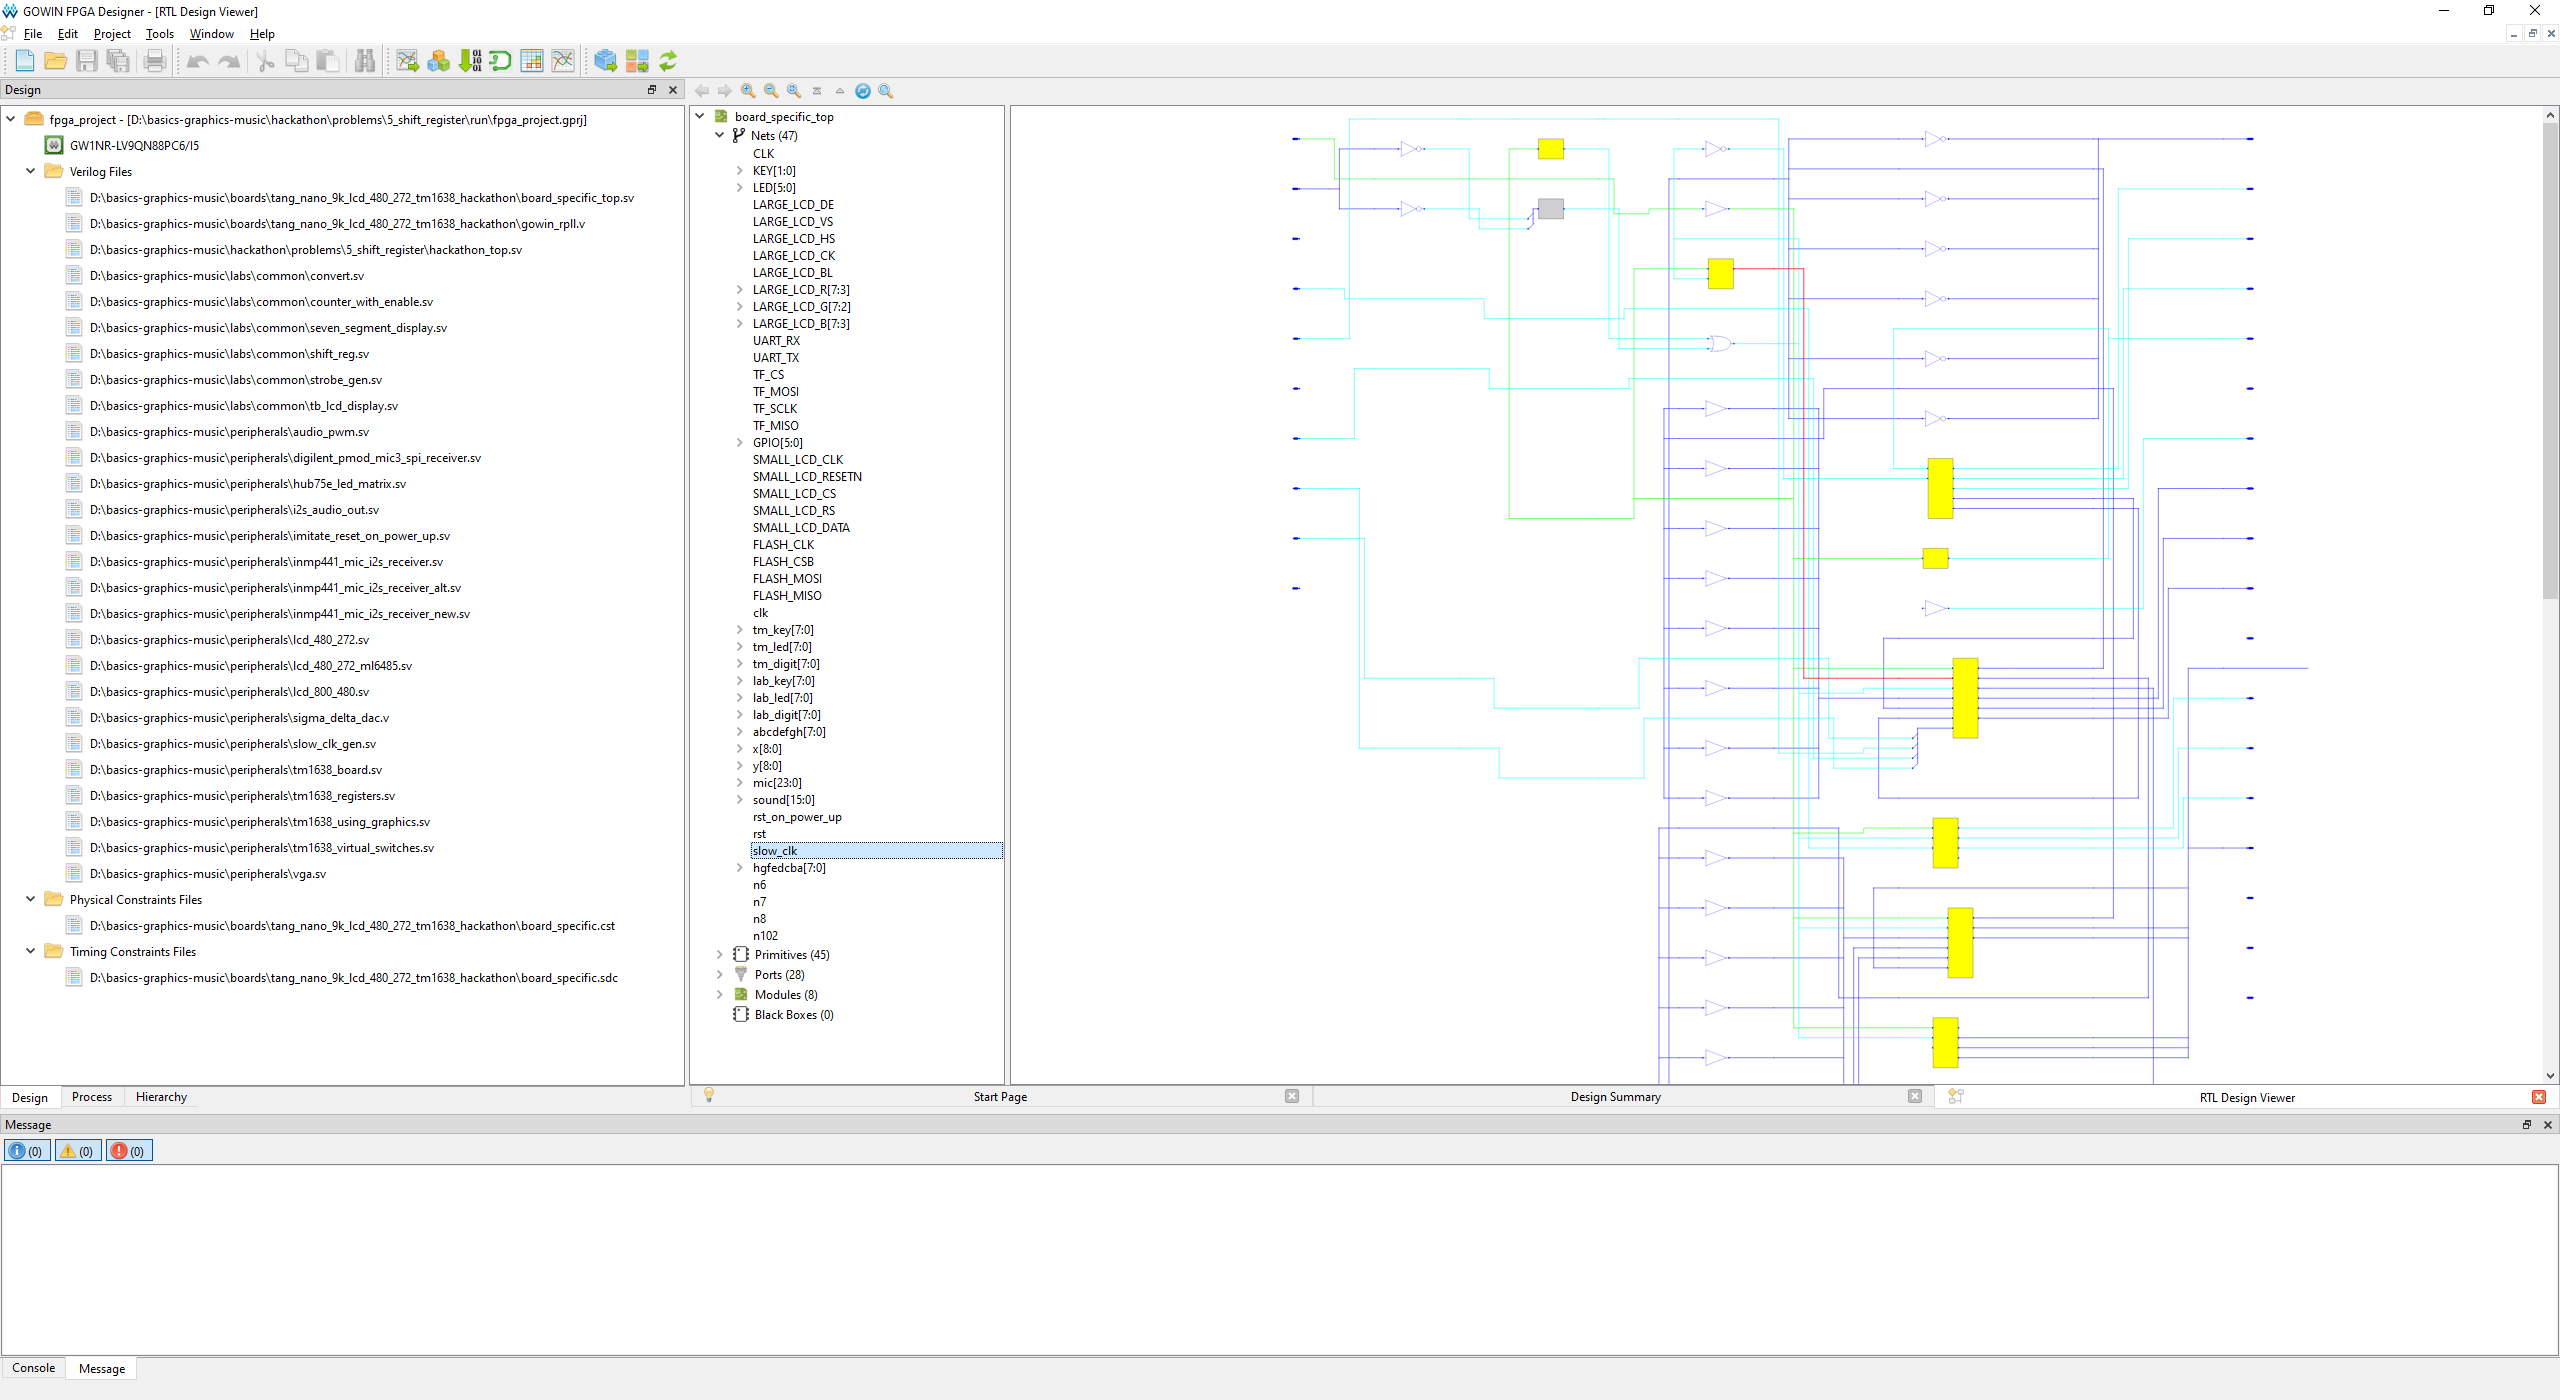 GOWIN FPGA Designer - [RTL Design Viewer]
File Edit Project Tools Window Help
Design
fpga_project - [D:\basics-graphics-music\hackathon\problems\5_shift_register\run\fpga_project.gprj]
GW1NR-LV9QN88PC6/I5
Verilog Files
D:\basics-graphics-music\boards\tang_nano_9k_lcd_480_272_tm1638_hackathon\board_specific_top.sv
D:\basics-graphics-music\boards\tang_nano_9k_lcd_480_272_tm1638_hackathon\gowin_rpll.v
D:\basics-graphics-music\hackathon\problems\5_shift_register\hackathon_top.sv
D:\basics-graphics-music\labs\common\convert.sv
D:\basics-graphics-music\labs\common\counter_with_enable.sv
D:\basics-graphics-music\labs\common\seven_segment_display.sv
D:\basics-graphics-music\labs\common\shift_reg.sv
D:\basics-graphics-music\labs\common\strobe_gen.sv
D:\basics-graphics-music\labs\common\tb_lcd_display.sv
D:\basics-graphics-music\peripherals\audio_pwm.sv
D:\basics-graphics-music\peripherals\digilent_pmod_mic3_spi_receiver.sv
D:\basics-graphics-music\peripherals\hub75e_led_matrix.sv
D:\basics-graphics-music\peripherals\i2s_audio_out.sv
D:\basics-graphics-music\peripherals\imitate_reset_on_power_up.sv
D:\basics-graphics-music\peripherals\inmp441_mic_i2s_receiver.sv
D:\basics-graphics-music\peripherals\inmp441_mic_i2s_receiver_alt.sv
D:\basics-graphics-music\peripherals\inmp441_mic_i2s_receiver_new.sv
D:\basics-graphics-music\peripherals\lcd_480_272.sv
D:\basics-graphics-music\peripherals\lcd_480_272_ml6485.sv
D:\basics-graphics-music\peripherals\lcd_800_480.sv
D:\basics-graphics-music\peripherals\sigma_delta_dac.v
D:\basics-graphics-music\peripherals\slow_clk_gen.sv
D:\basics-graphics-music\peripherals\tm1638_board.sv
D:\basics-graphics-music\peripherals\tm1638_registers.sv
D:\basics-graphics-music\peripherals\tm1638_using_graphics.sv
D:\basics-graphics-music\peripherals\tm1638_virtual_switches.sv
D:\basics-graphics-music\peripherals\vga.sv
Physical Constraints Files
D:\basics-graphics-music\boards\tang_nano_9k_lcd_480_272_tm1638_hackathon\board_specific.cst
Timing Constraints Files
D:\basics-graphics-music\boards\tang_nano_9k_lcd_480_272_tm1638_hackathon\board_specific.sdc
Design Process Hierarchy
board_specific_top
Nets (47)
CLK
KEY[1:0]
LED[5:0]
LARGE_LCD_DE
LARGE_LCD_VS
LARGE_LCD_HS
LARGE_LCD_CK
LARGE_LCD_BL
LARGE_LCD_R[7:3]
LARGE_LCD_G[7:2]
LARGE_LCD_B[7:3]
UART_RX
UART_TX
TF_CS
TF_MOSI
TF_SCLK
TF_MISO
GPIO[5:0]
SMALL_LCD_CLK
SMALL_LCD_RESETN
SMALL_LCD_CS
SMALL_LCD_RS
SMALL_LCD_DATA
FLASH_CLK
FLASH_CSB
FLASH_MOSI
FLASH_MISO
clk
tm_key[7:0]
tm_led[7:0]
tm_digit[7:0]
lab_key[7:0]
lab_led[7:0]
lab_digit[7:0]
abcdefgh[7:0]
x[8:0]
y[8:0]
mic[23:0]
sound[15:0]
rst_on_power_up
rst
slow_clk
hgfedcba[7:0]
n6
n7
n8
n102
Primitives (45)
Ports (28)
Modules (8)
Black Boxes (0)
Start Page Design Summary RTL Design Viewer
Message
(0) (0) (0)
Console Message